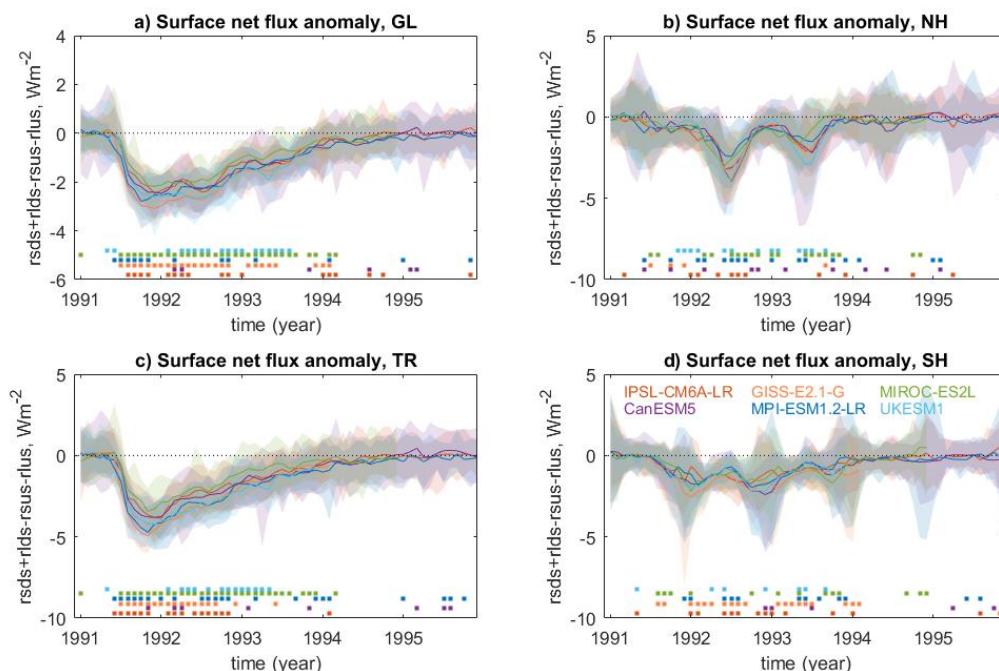 a) Surface net flux anomaly, GL
4
2
0
-2
-4
-6
rsds+rlds-rsus-rlus, Wm-2
1991 1992 1993 1994 1995
time (year)
b) Surface net flux anomaly, NH
5
0
-5
-10
rsds+rlds-rsus-rlus, Wm-2
1991 1992 1993 1994 1995
time (year)
c) Surface net flux anomaly, TR
5
0
-5
-10
rsds+rlds-rsus-rlus, Wm-2
1991 1992 1993 1994 1995
time (year)
d) Surface net flux anomaly, SH
IPSL-CM6A-LR GISS-E2.1-G MIROC-ES2L
CanESM5 MPI-ESM1.2-LR UKESM1
5
0
-5
-10
rsds+rlds-rsus-rlus, Wm-2
1991 1992 1993 1994 1995
time (year)